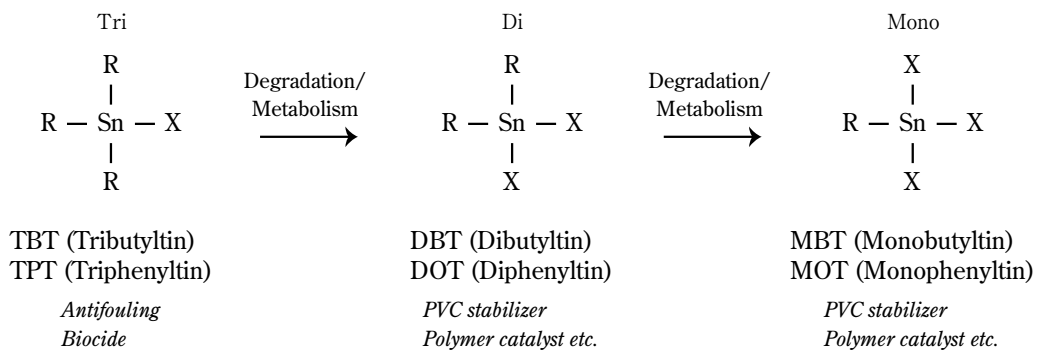 Tri
Di
Mono
R
R
X
Degradation/
Metabolism
Degradation/
Metabolism
R — Sn — X
R — Sn — X
R — Sn — X
R
X
X
TBT (Tributyltin)
TPT (Triphenyltin)
DBT (Dibutyltin)
DOT (Diphenyltin)
MBT (Monobutyltin)
MOT (Monophenyltin)
Antifouling
Biocide
PVC stabilizer
Polymer catalyst etc.
PVC stabilizer
Polymer catalyst etc.